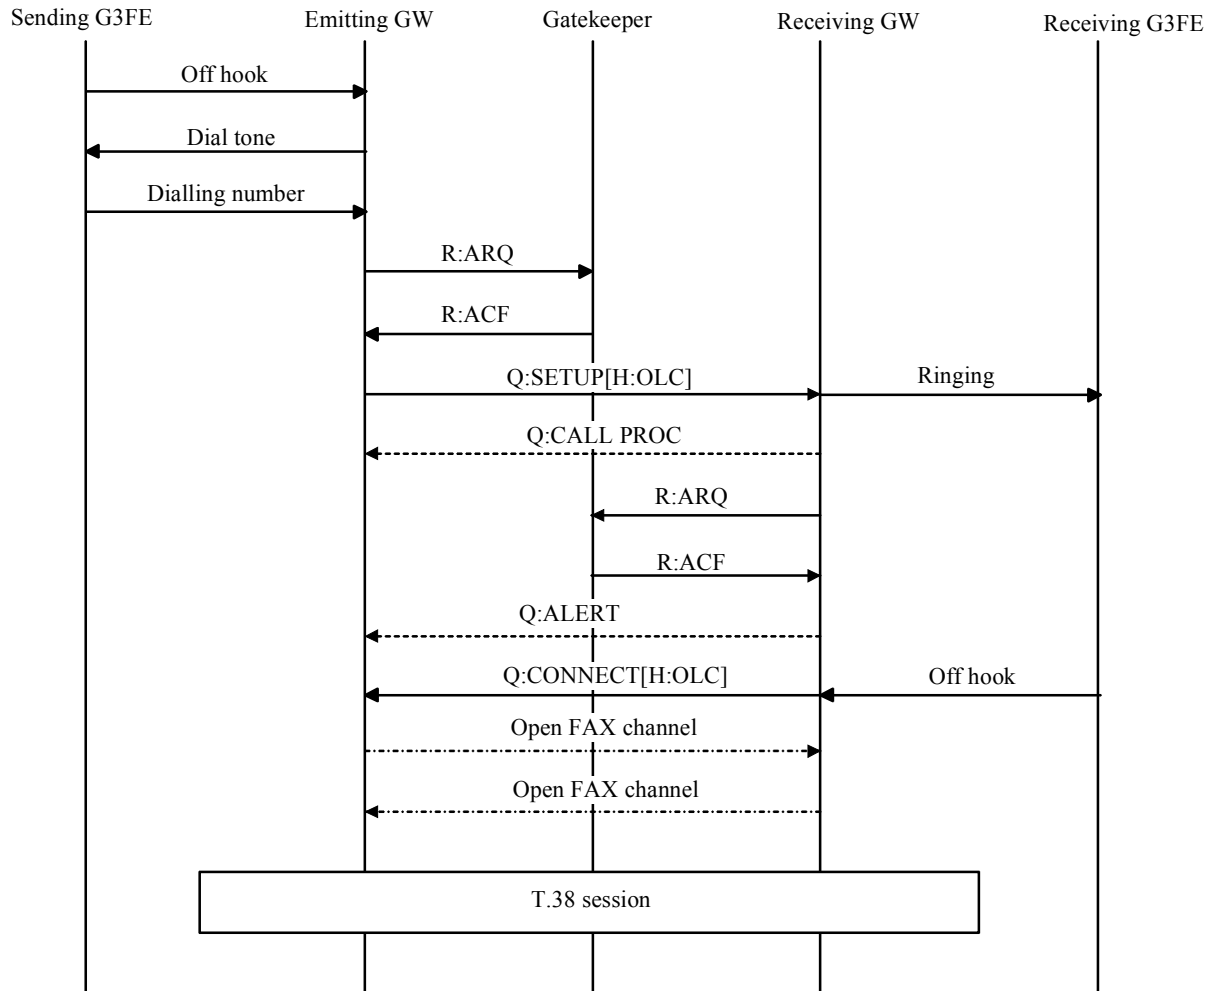 Sending G3FE
Emitting GW
Gatekeeper
Receiving GW
Receiving G3FE
Off hook
Dial tone
Dialling number
R:ARQ
R:ACF
Q:SETUP[H:OLC]
Ringing
Q:CALL PROC
R:ARQ
R:ACF
Q:ALERT
Q:CONNECT[H:OLC]
Off hook
Open FAX channel
Open FAX channel
T.38 session